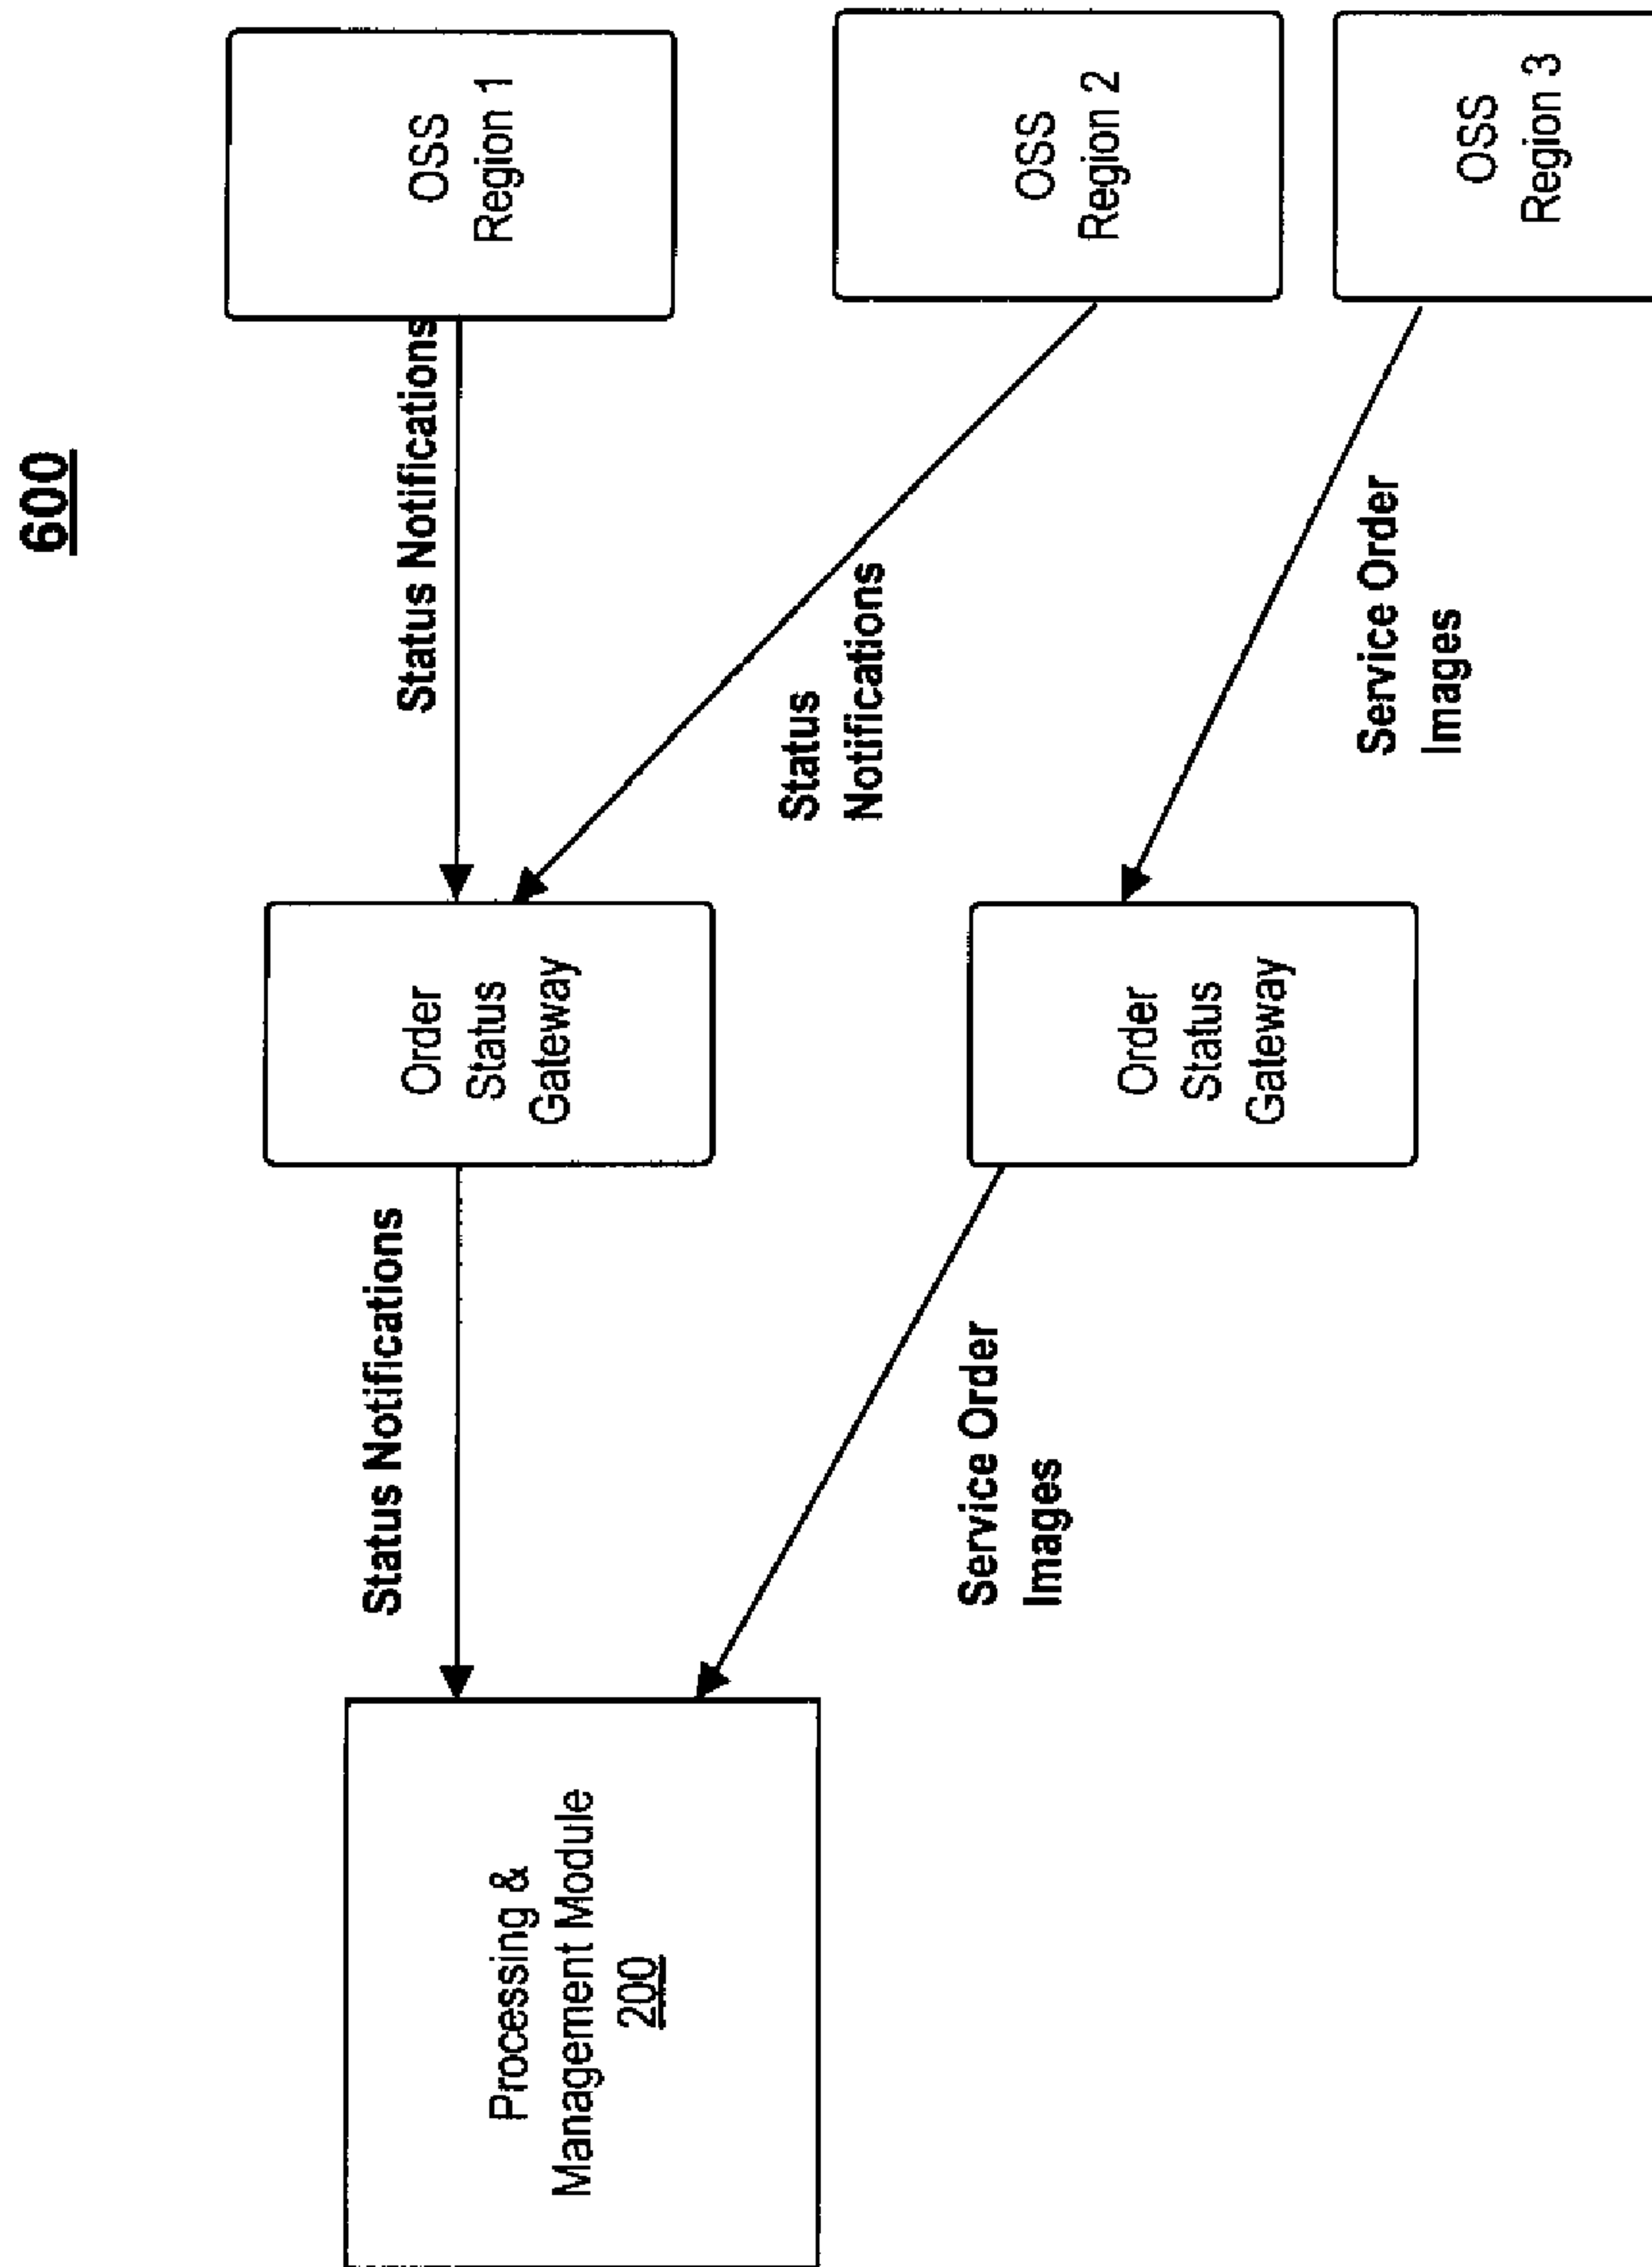 600
OSS
Region 1
Status Notifications
Order
Status
Gateway
Status Notifications
Processing &
Management Module
200
OSS
Region 2
Status
Notifications
OSS
Region 3
Service Order
Images
Order
Status
Gateway
Service Order
Images